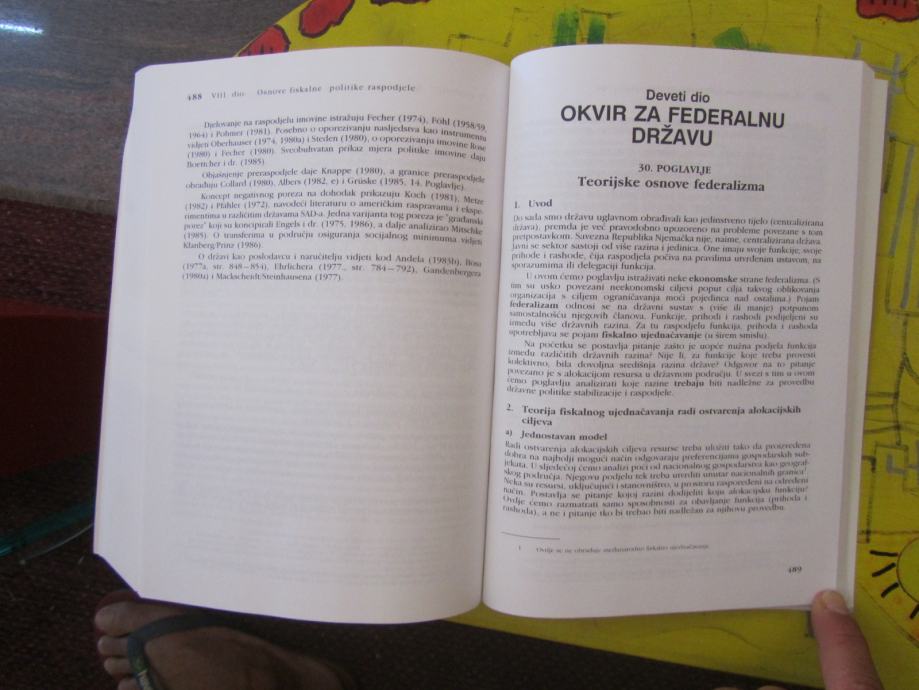 488 VIII dio Osnove fiskalne politike raspodjele
Djelovanje na raspodjelu imovine istražuju Fecher (1974), Föhl (1958/59,
1964) i Pohmer (1981). Posebno o oporezivanju nasljedstva kao instrumentu
vidjeti Oberhauser (1974, 1980a) i Steden (1980), o oporezivanju imovine Rose
(1980) i Fecher (1980). Sveobuhvatan prikaz mjera politike imovine daju
Boettcher i dr. (1985).
Objašnjenje preraspodjele daje Knappe (1980), a granice preraspodjele
obrađuju Collard (1980), Albers (1982, e) i Grüske (1985, 14. Poglavlje).
Koncept negativnog poreza na dohodak prikazuju Koch (1981), Metze
(1982) i Pfähler (1972), navodeći literaturu o američkim raspravama i ekspe-
rimentima u različitim državama SAD-a. Jedna varijanta tog poreza je "građanski
porez" koji su koncipirali Engels i dr. (1975, 1986), a dalje analizirao Mitschke
(1985). O transferima u području osiguranja socijalnog minimuma vidjeti
Klanberg/Prinz (1986).
O državi kao poslodavcu i naručitelju vidjeti kod Anđela (1983b), Bösa
(1977a, str. 848—854), Ehrlichera (1977., str. 784—792), Gandenbergera
(1980a) i Mackscheidt/Steinhausena (1977).
Deveti dio
OKVIR ZA FEDERALNU
DRŽAVU
30. POGLAVLJE
Teorijske osnove federalizma
1. Uvod
Do sada smo državu uglavnom obrađivali kao jedinstveno tijelo (centralizirana
država), premda je već pravodobno upozoreno na probleme povezane s tom
pretpostavkom. Savezna Republika Njemačka nije, naime, centralizirana država.
Javni se sektor sastoji od više razina i jedinica. One imaju svoje funkcije, svoje
prihode i rashode, čija raspodjela počiva na pravilima utvrđenim ustavom, na
sporazumima ili delegaciji funkcija.
U ovom ćemo poglavlju istraživati neke ekonomske strane federalizma. (S
tim su usko povezani neekonomski ciljevi poput cilja takvog oblikovanja
organizacija s ciljem ograničavanja moći pojedinca nad ostalima.) Pojam
federalizam odnosi se na državni sustav s (više ili manje) potpunom
samostalnošću njegovih članova. Funkcije, prihodi i rashodi podijeljeni su
između više državnih razina. Za tu raspodjelu funkcija, prihoda i rashoda
upotrebljava se pojam fiskalno ujednačavanje (u širem smislu).
Na početku se postavlja pitanje zašto je uopće nužna podjela funkcija
između različitih državnih razina? Nije li, za funkcije koje treba provesti
kolektivno, bila dovoljna središnja razina države? Odgovor na to pitanje
povezano je s alokacijom resursa u državnom području. U svezi s tim u ovom
ćemo poglavlju analizirati koje razine trebaju biti nadležne za provedbu
državne politike stabilizacije i raspodjele.
2. Teorija fiskalnog ujednačavanja radi ostvarenja alokacijskih
ciljeva
a) Jednostavan model
Radi ostvarenja alokacijskih ciljeva resurse treba uložiti tako da proizvedena
dobra na najbolji mogući način odgovaraju preferencijama gospodarskih sub-
jekata. U sljedećoj ćemo analizi poći od nacionalnog gospodarstva kao geograf-
skog područja. Njegovu podjelu tek treba utvrditi unutar nacionalnih granica¹.
Neka su resursi, uključujući i stanovništvo, u prostoru raspoređeni na određeni
način. Postavlja se pitanje kojoj razini dodijeliti koju alokacijsku funkciju?
Ovdje ćemo razmatrati samo sposobnosti za obavljanje funkcija (prihoda i
rashoda), a ne i pitanje tko bi trebao biti nadležan za njihovu provedbu.
1 Ovdje se ne obrađuje međunarodno fiskalno ujednačavanje.
489